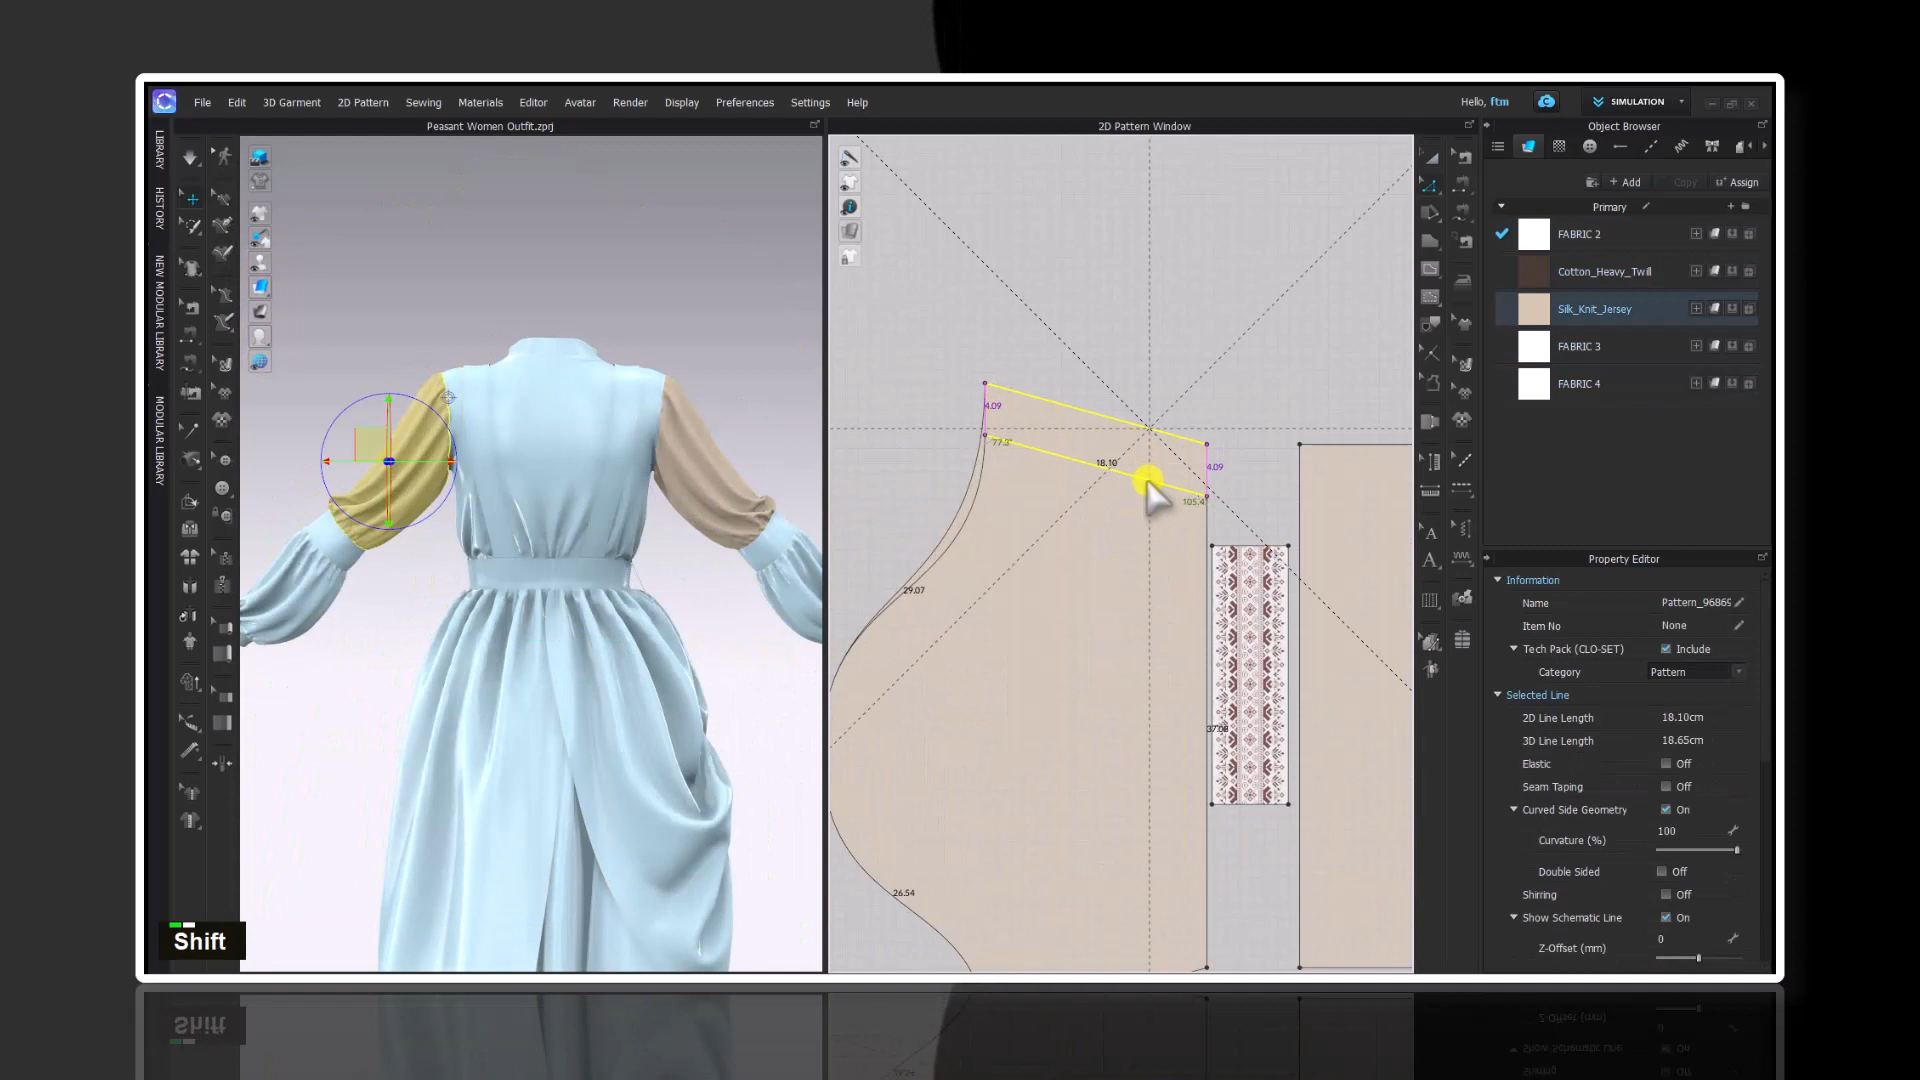 File Edit 3D Garment 2D Pattern Sewing Materials Editor Avatar Render Display Preferences Settings Help
Hello, ftm
SIMULATION
Peasant Women Outfit.zprj
2D Pattern Window
Object Browser
LIBRARY
HISTORY
NEW MODULAR LIBRARY
MODULAR LIBRARY
Add Copy Assign
Primary
FABRIC 2
Cotton_Heavy_Twill
Silk_Knit_Jersey
FABRIC 3
FABRIC 4
4.09
77.3°
18.10
4.09
105.4
29.07
26.54
Property Editor
Information
Name Pattern_96869
Item No None
Tech Pack (CLO-SET) Include
Category Pattern
Selected Line
2D Line Length 18.10cm
3D Line Length 18.65cm
Elastic Off
Seam Taping Off
Curved Side Geometry On
Curvature (%) 100
Double Sided Off
Shirring Off
Show Schematic Line On
Z-Offset (mm) 0
Shift